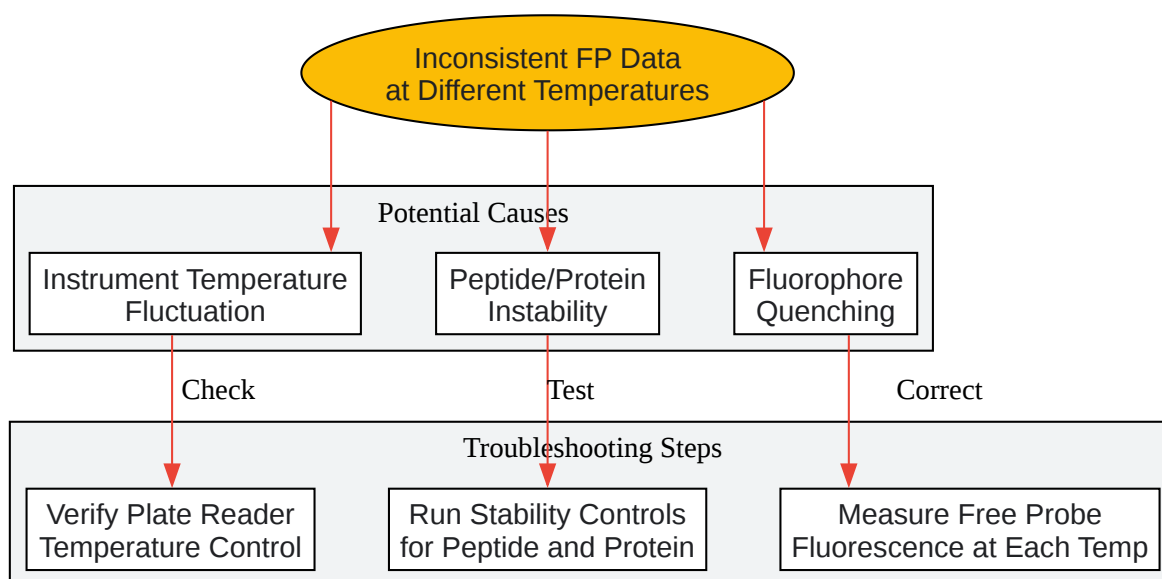 Inconsistent FP Data
at Different Temperatures
Potential Causes
Instrument Temperature
Fluctuation
Peptide/Protein
Instability
Fluorophore
Quenching
Check
Test
Correct
Troubleshooting Steps
Verify Plate Reader
Temperature Control
Run Stability Controls
for Peptide and Protein
Measure Free Probe
Fluorescence at Each Temp